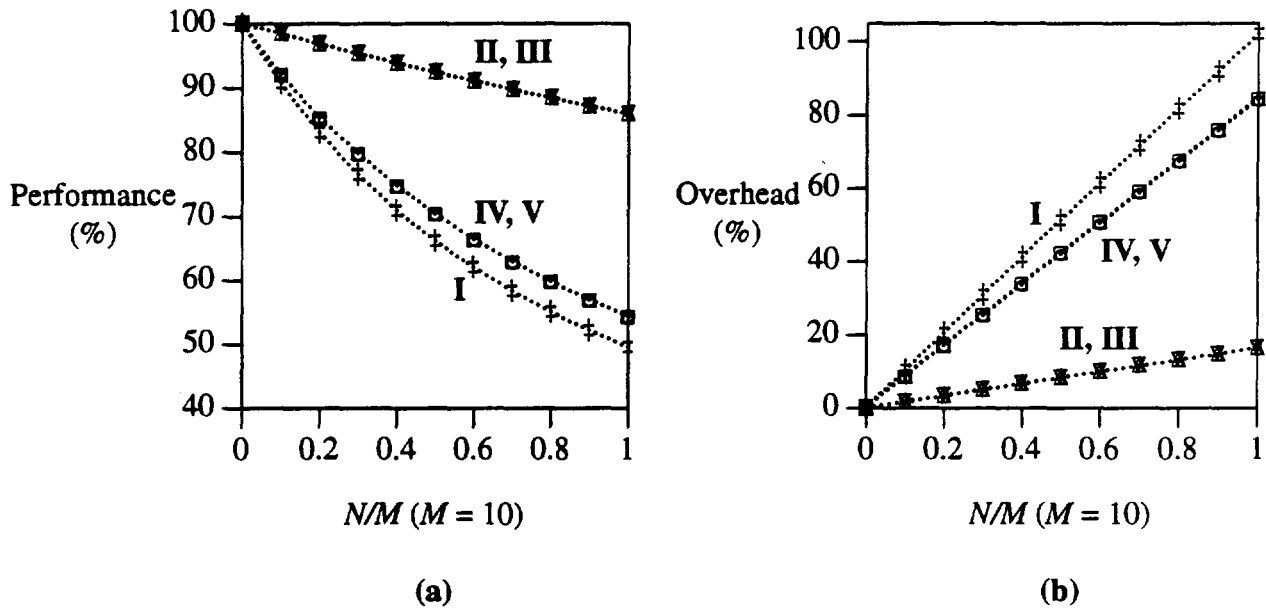 100
90
80
70
60
50
40
Performance
(%)
II, III
IV, V
I
0 0.2 0.4 0.6 0.8 1
N/M (M = 10)
(a)
100
80
60
40
20
0
Overhead
(%)
I
IV, V
II, III
0 0.2 0.4 0.6 0.8 1
N/M (M = 10)
(b)